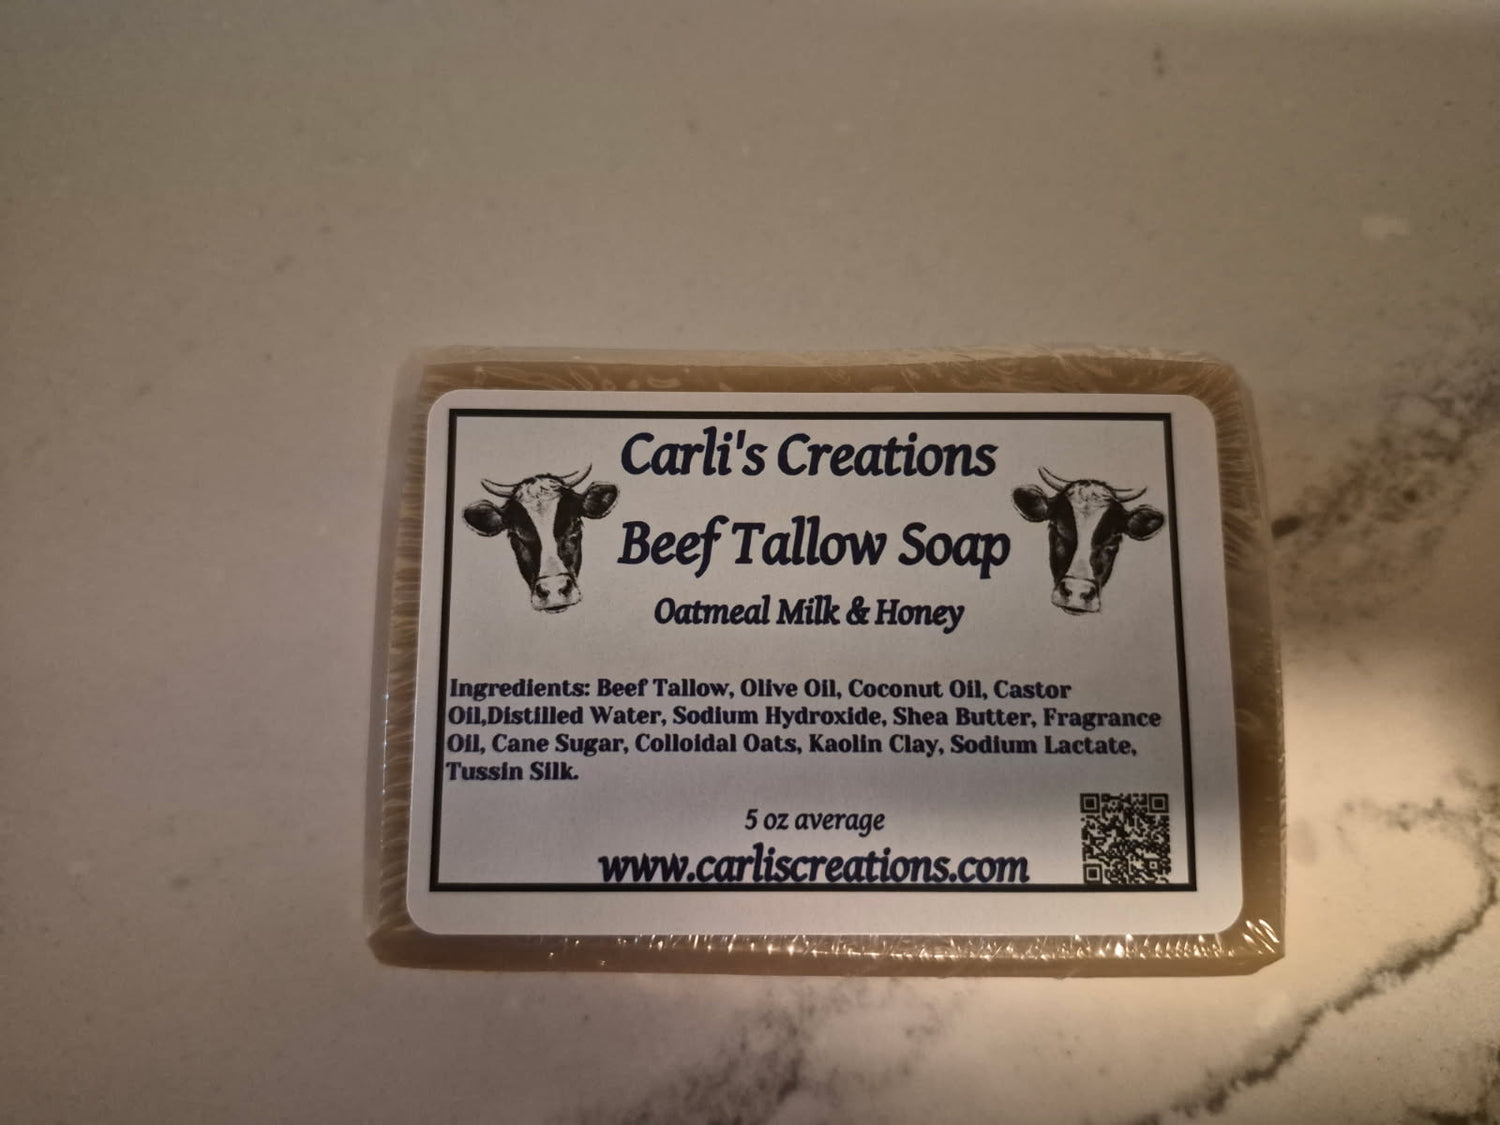 Carli's Creations
Beef Tallow Soap
Oatmeal Milk & Honey
Ingredients: Beef Tallow, Olive Oil, Coconut Oil, Castor
Oil,Distilled Water, Sodium Hydroxide, Shea Butter, Fragrance
Oil, Cane Sugar, Colloidal Oats, Kaolin Clay, Sodium Lactate,
Tussin Silk.
5 oz average
www.carliscreations.com